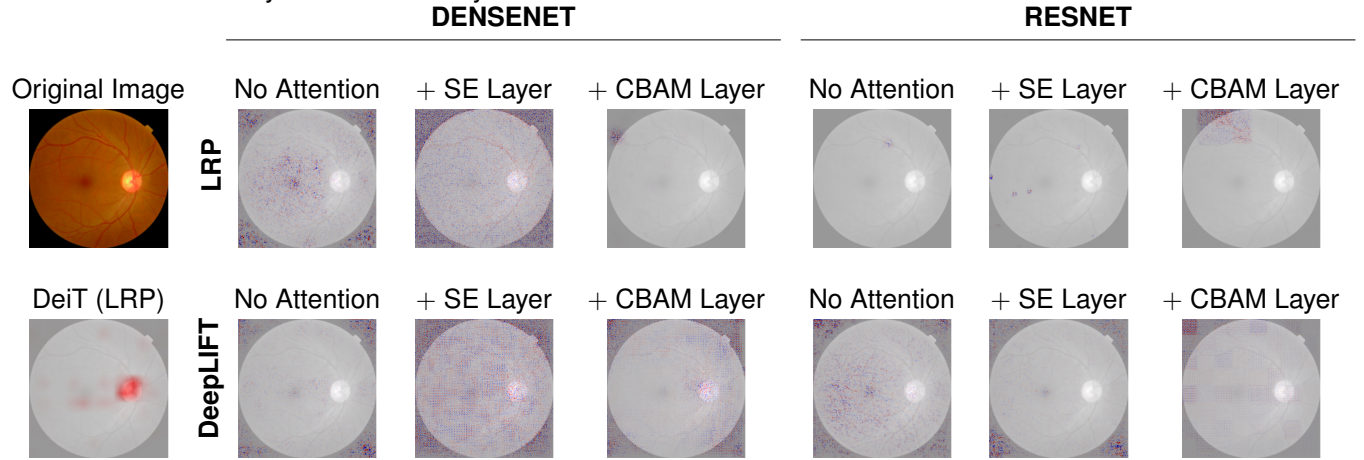 DENSENET RESNET
Original Image No Attention + SE Layer + CBAM Layer No Attention + SE Layer + CBAM Layer
LRP
DeiT (LRP) No Attention + SE Layer + CBAM Layer No Attention + SE Layer + CBAM Layer
DeepLIFT